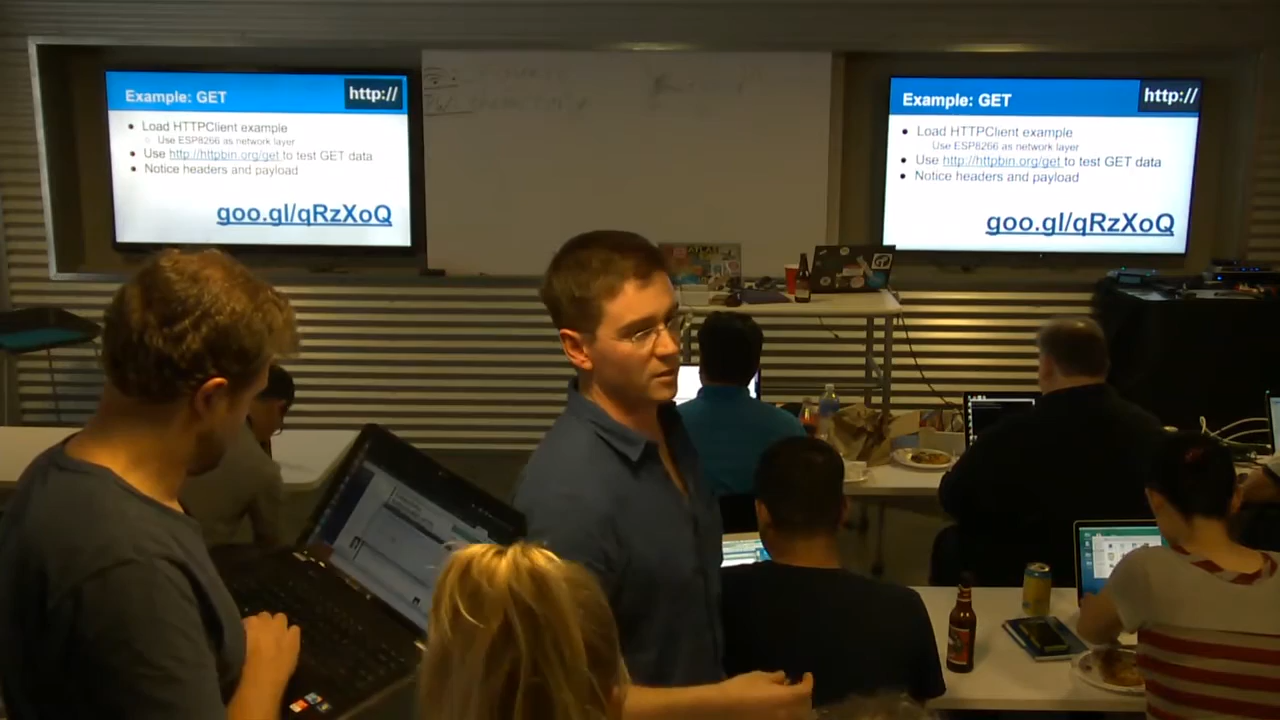 Example: GET
http://
● Load HTTPClient example
○ Use ESP8266 as network layer
● Use http://httpbin.org/get to test GET data
● Notice headers and payload
goo.gl/qRzXoQ
Example: GET
http://
● Load HTTPClient example
Use ESP8266 as network layer
● Use http://httpbin.org/get to test GET data
● Notice headers and payload
goo.gl/qRzXoQ